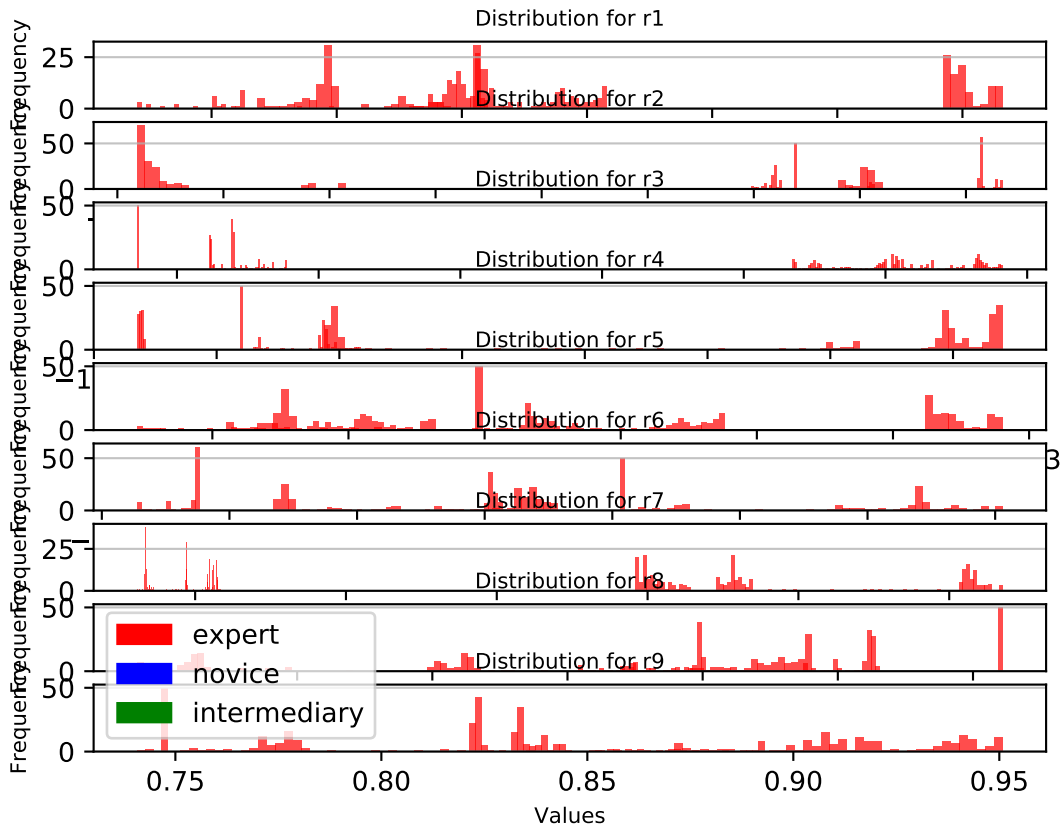 Distribution for r1
Frequency
25
0
Distribution for r2
Frequency
50
0
Distribution for r3
Frequency
50
0
Distribution for r4
Frequency
50
0
Distribution for r5
Frequency
−1
50
0
Distribution for r6
Frequency
3
50
0
Distribution for r7
Frequency
25
0
Distribution for r8
Frequency
50
0
expert
novice
intermediary
Distribution for r9
Frequency
50
0
0.75 0.80 0.85 0.90 0.95
Values